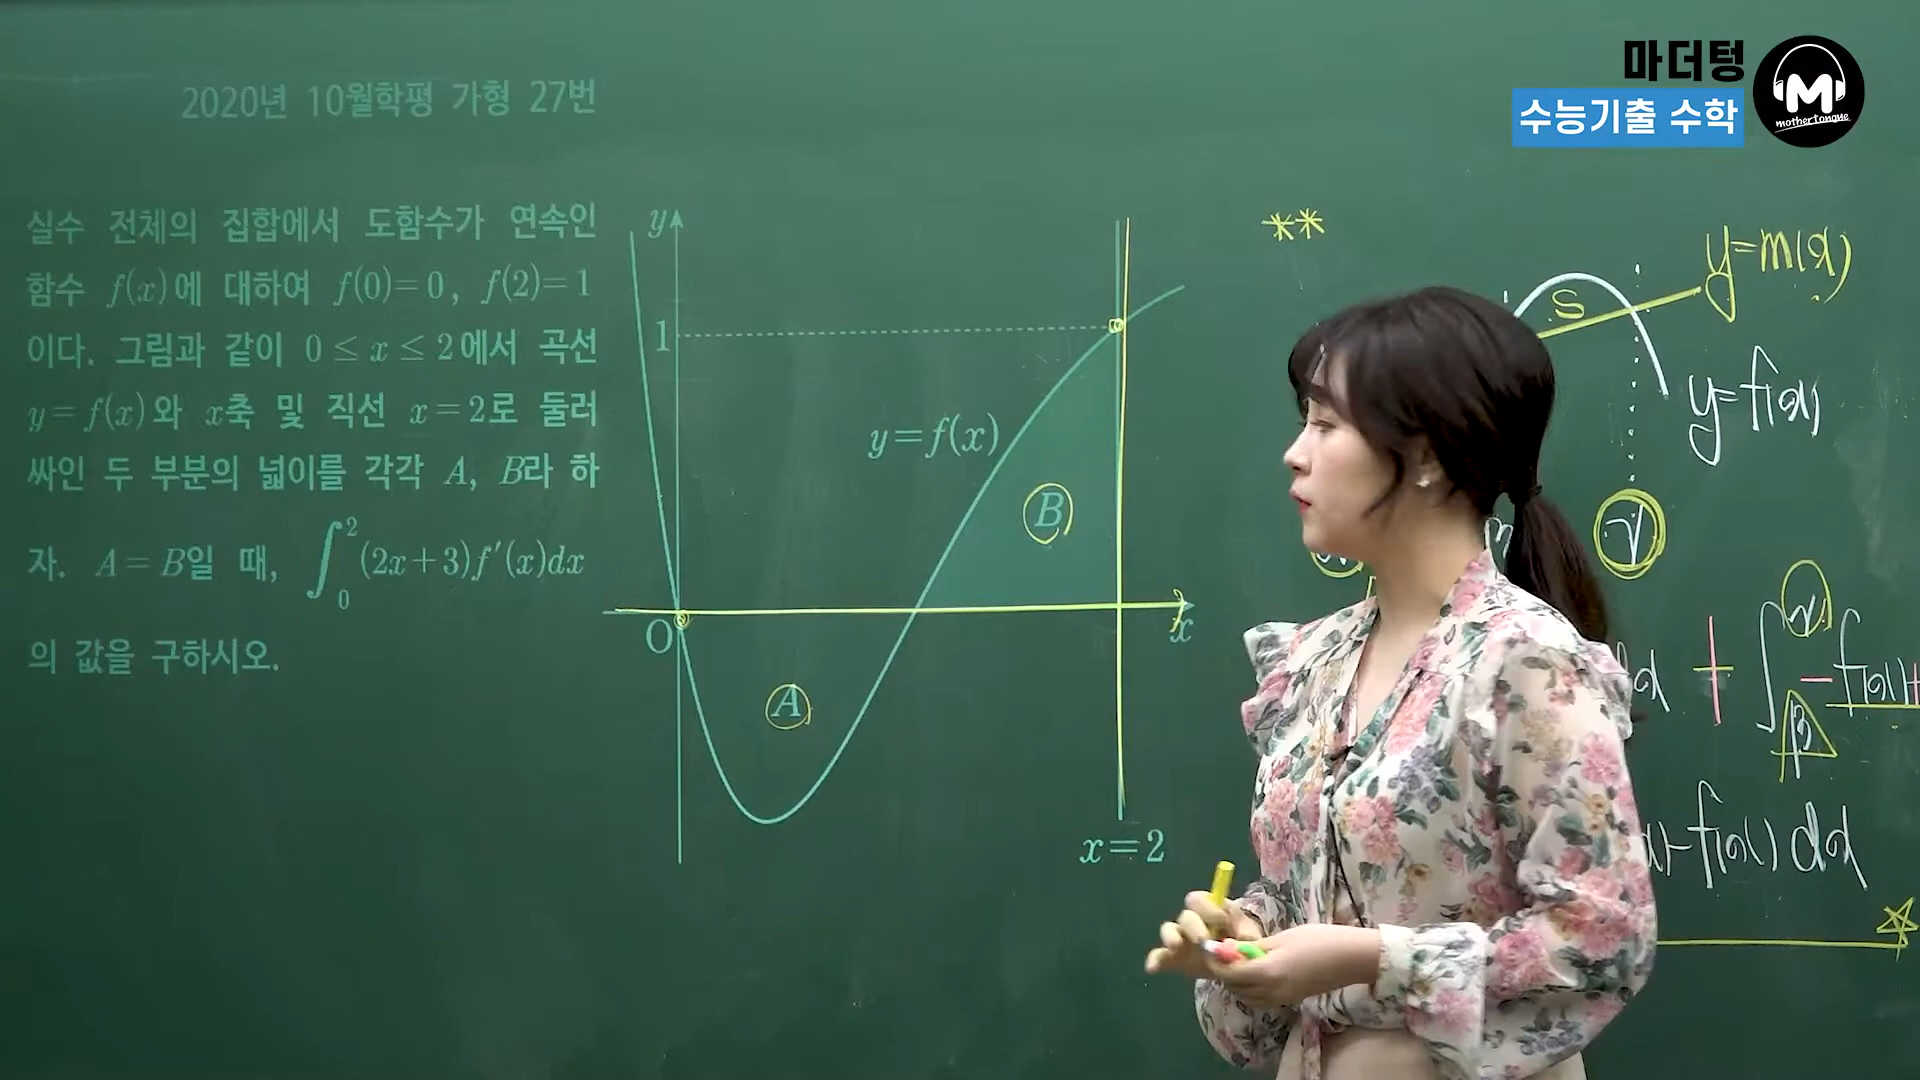 마더텅
수능기출 수학
M
mothertongue
2020년 10월학평 가형 27번
실수 전체의 집합에서 도함수가 연속인
함수 f(x)에 대하여 f(0)=0, f(2)=1
이다. 그림과 같이 0≤x≤2에서 곡선
y=f(x)와 x축 및 직선 x=2로 둘러
싸인 두 부분의 넓이를 각각 A, B라 하
자. A=B일 때, ∫₀² (2x+3)f′(x)dx
의 값을 구하시오.
y
1
y=f(x)
B
O
x
A
x=2
**
y=m(x)
S
y=f(x)
γ
dx + ∫ γ β -f(x)+
-f(x) dx